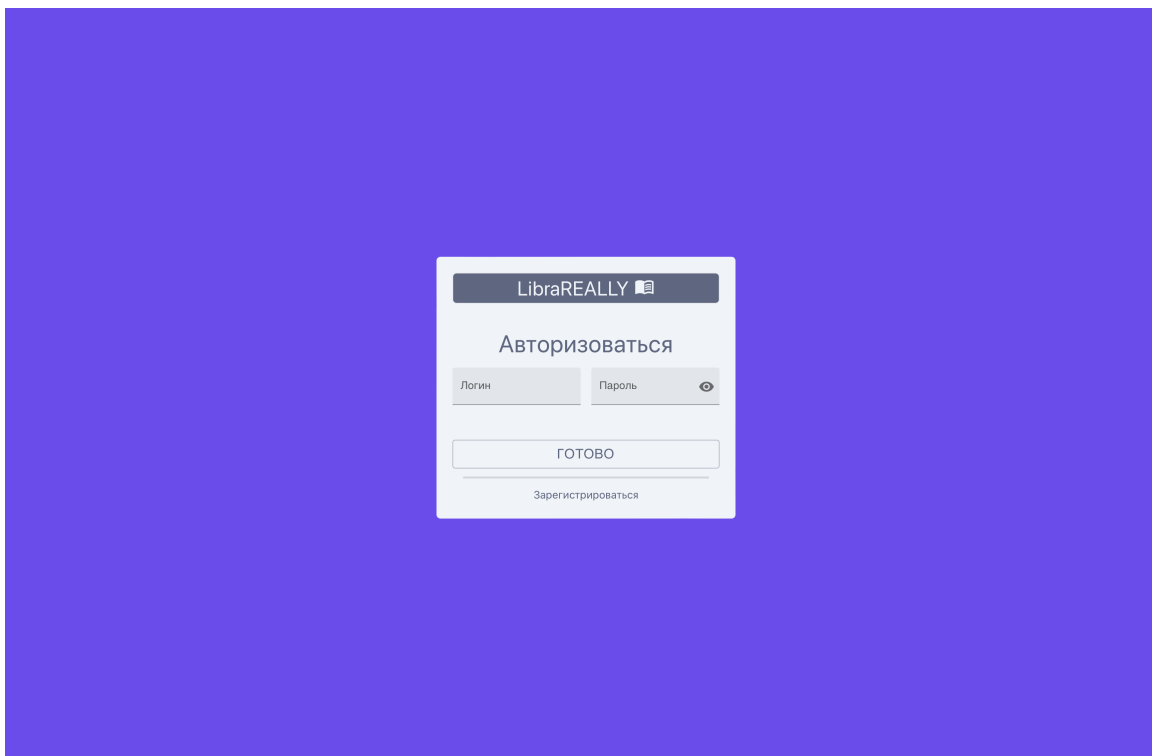 LibraREALLY
Авторизоваться
Логин
Пароль
ГОТОВО
Зарегистрироваться